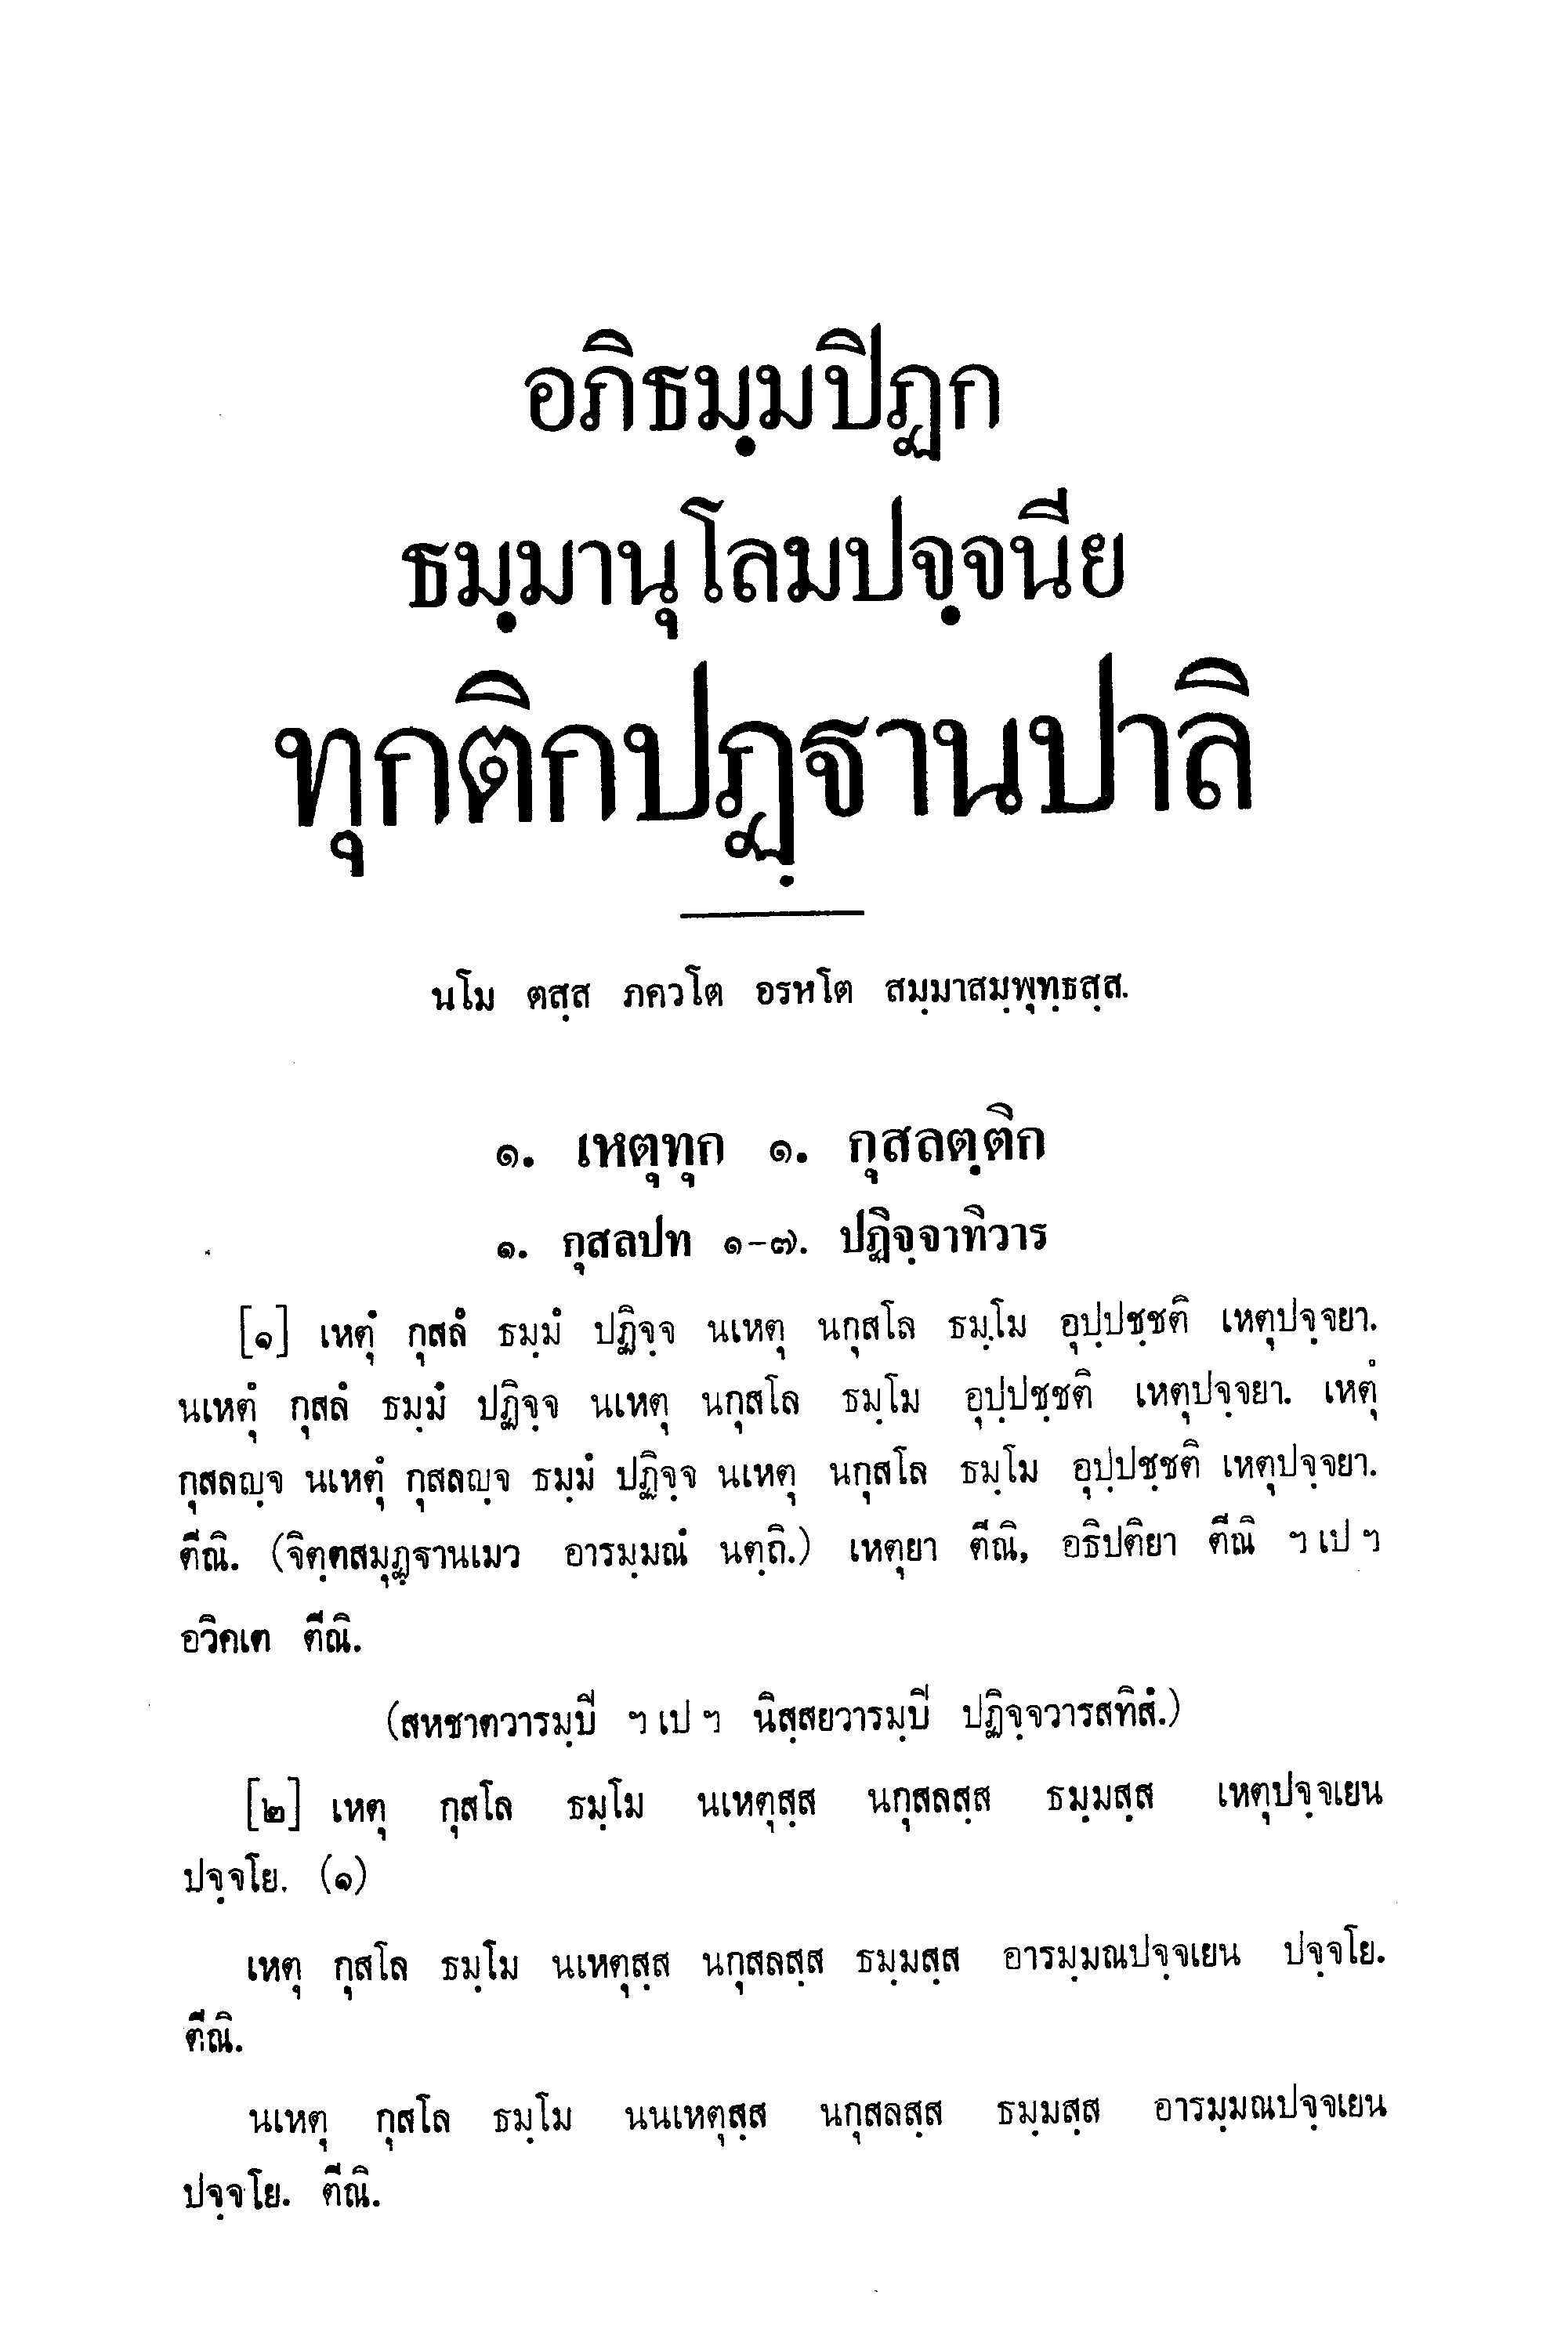 อภิธมฺมปิฏก
ธมฺมานุโลมปจฺจนีย
ทุกติกปฏฺฐานปาลิ
นโม ตสฺส ภควโต อรหโต สมฺมาสมฺพุทฺธสฺส.
๑. เหตุทุก ๑. กุสลตฺติก
๑. กุสลปท ๑-๗. ปฏิจฺจาทิวาร
[๑] เหตุํ กุสลํ ธมฺมํ ปฏิจฺจ นเหตุ นกุสโล ธมฺโม อุปฺปชฺชติ เหตุปจฺจยา.
นเหตุํ กุสลํ ธมฺมํ ปฏิจฺจ นเหตุ นกุสโล ธมฺโม อุปฺปชฺชติ เหตุปจฺจยา. เหตุํ
กุสลญฺจ นเหตุํ กุสลญฺจ ธมฺมํ ปฏิจฺจ นเหตุ นกุสโล ธมฺโม อุปฺปชฺชติ เหตุปจฺจยา.
ตีณิ. (จิตฺตสมุฏฺฐานเมว อารมฺมณํ นตฺถิ.) เหตุยา ตีณิ, อธิปติยา ตีณิ ฯ เป ฯ
อวิคเต ตีณิ.
(สหชาตวารมฺปิ ฯ เป ฯ นิสฺสยวารมฺปิ ปฏิจฺจวารสทิสํ.)
[๒] เหตุ กุสโล ธมฺโม นเหตุสฺส นกุสลสฺส ธมฺมสฺส เหตุปจฺจเยน
ปจฺจโย. (๑)
เหตุ กุสโล ธมฺโม นเหตุสฺส นกุสลสฺส ธมฺมสฺส อารมฺมณปจฺจเยน ปจฺจโย.
ตีณิ.
นเหตุ กุสโล ธมฺโม นนเหตุสฺส นกุสลสฺส ธมฺมสฺส อารมฺมณปจฺจเยน
ปจฺจโย. ตีณิ.